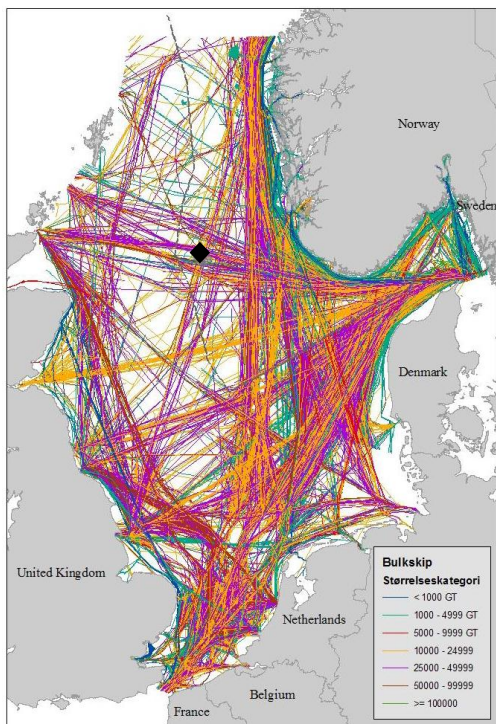 Norway
Sweden
Denmark
United Kingdom
Netherlands
Belgium
France
Bulkskip
Størrelseskategori
< 1000 GT
1000 - 4999 GT
5000 - 9999 GT
10000 - 24999
25000 - 49999
50000 - 99999
>= 100000